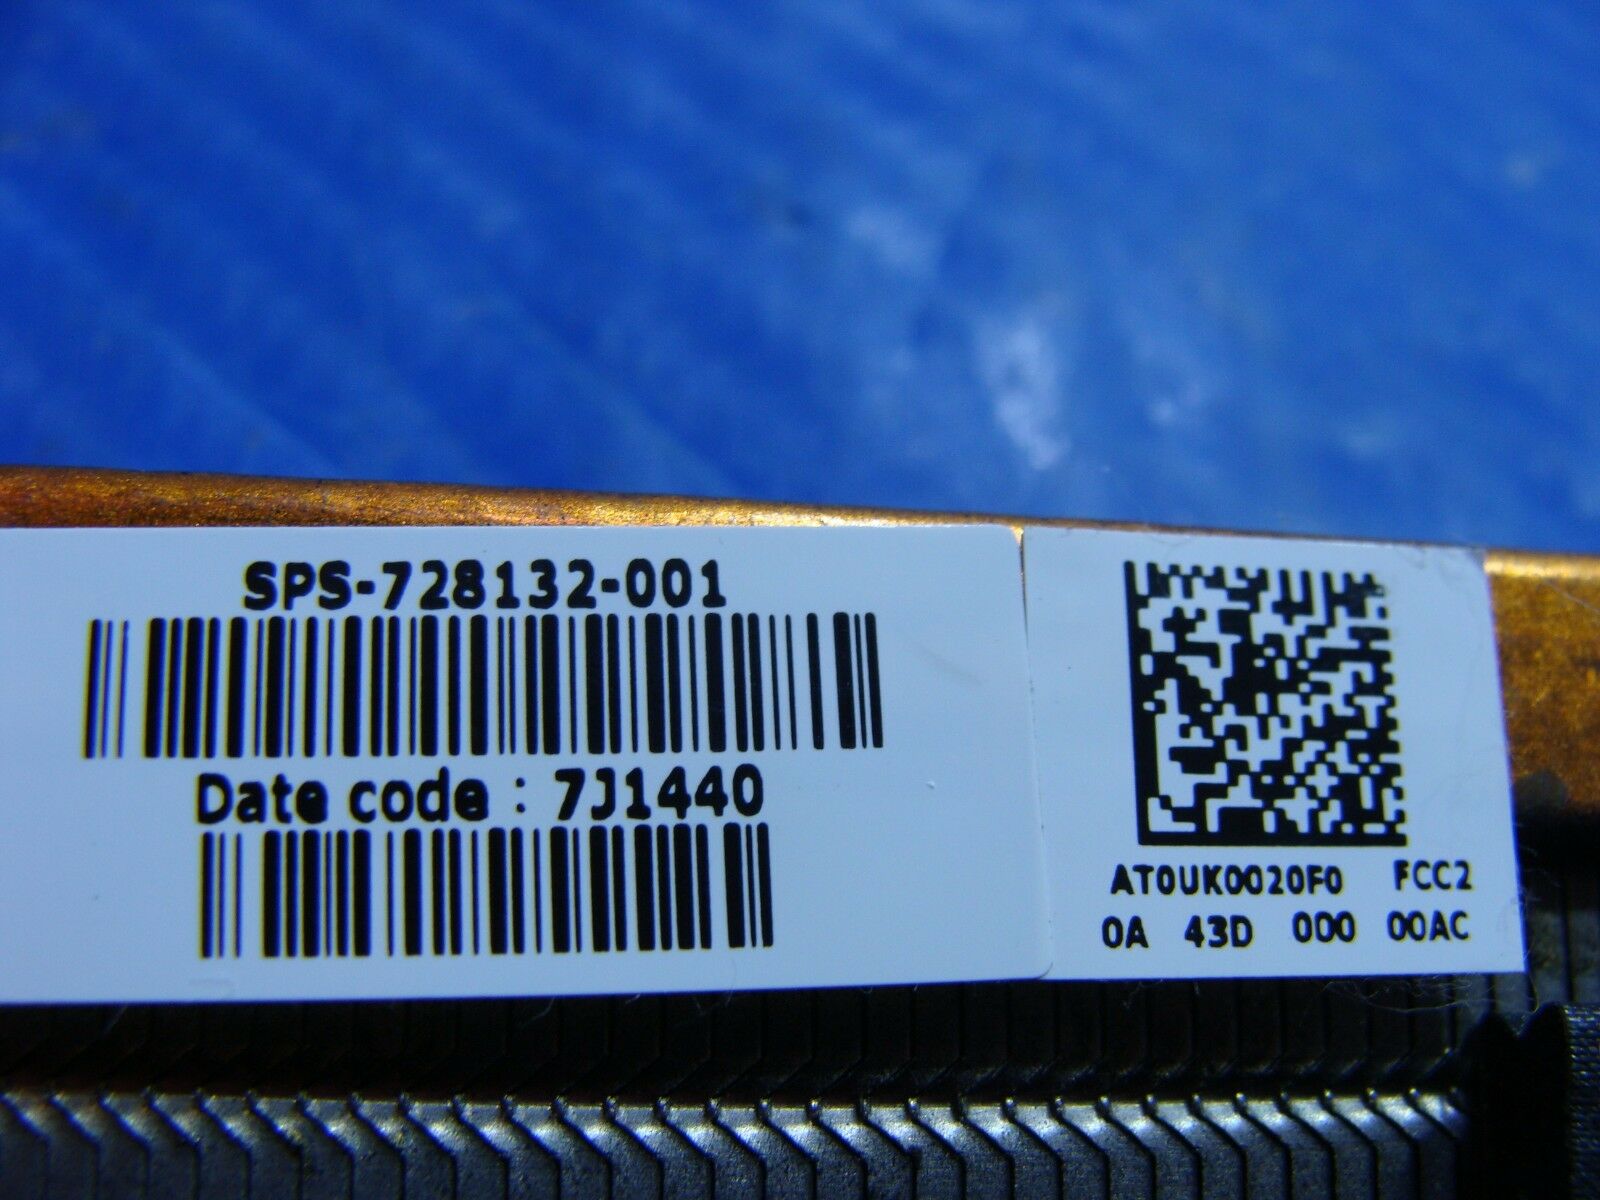 SPS-728132-001
Date code : 7J1440
AT0UK0020F0 FCC2
0A 43D 000 00AC